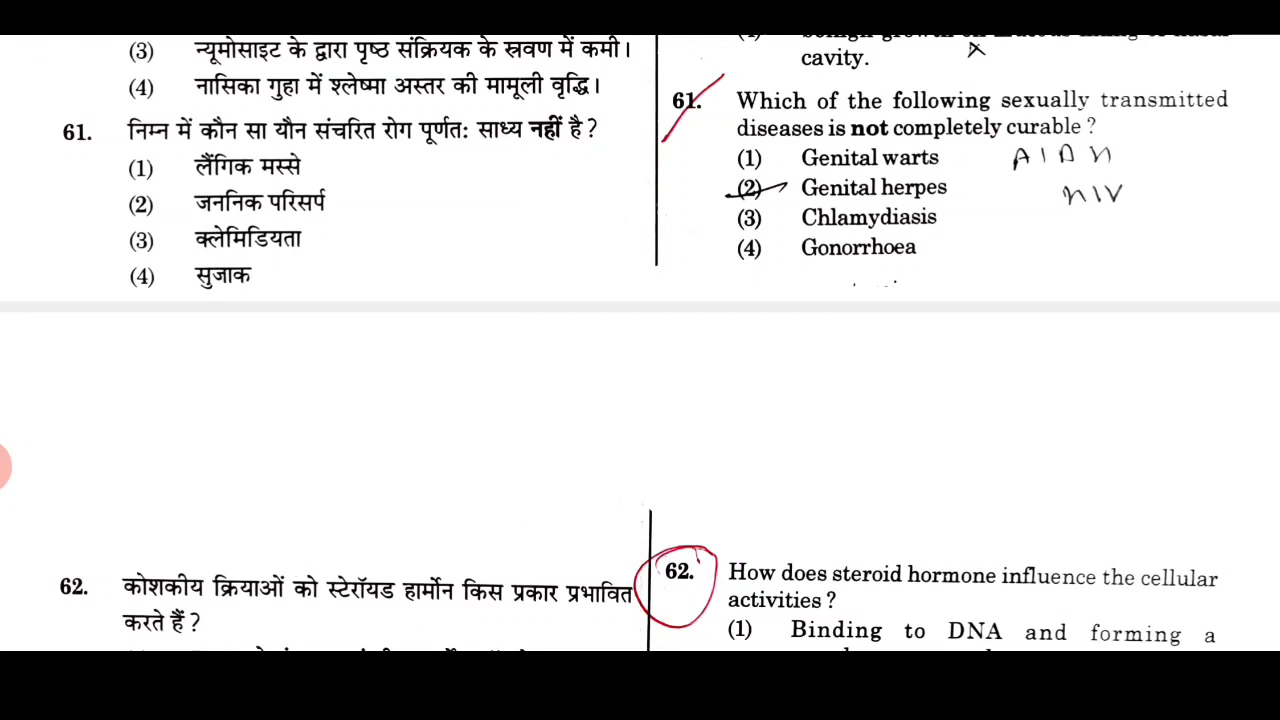 (3) न्यूमोसाइट के द्वारा पृष्ठ संक्रियक के स्रवण में कमी।
(4) नासिका गुहा में श्लेष्मा अस्तर की मामूली वृद्धि।
61. निम्न में कौन सा यौन संचरित रोग पूर्णतः साध्य नहीं है ?
(1) लैंगिक मस्से
(2) जननिक परिसर्प
(3) क्लेमिडियता
(4) सुजाक
cavity.
61. Which of the following sexually transmitted
diseases is not completely curable ?
(1) Genital warts
(2) Genital herpes
(3) Chlamydiasis
(4) Gonorrhoea
62. कोशकीय क्रियाओं को स्टेरॉयड हार्मोन किस प्रकार प्रभावित
करते हैं ?
62. How does steroid hormone influence the cellular
activities ?
(1) Binding to DNA and forming a